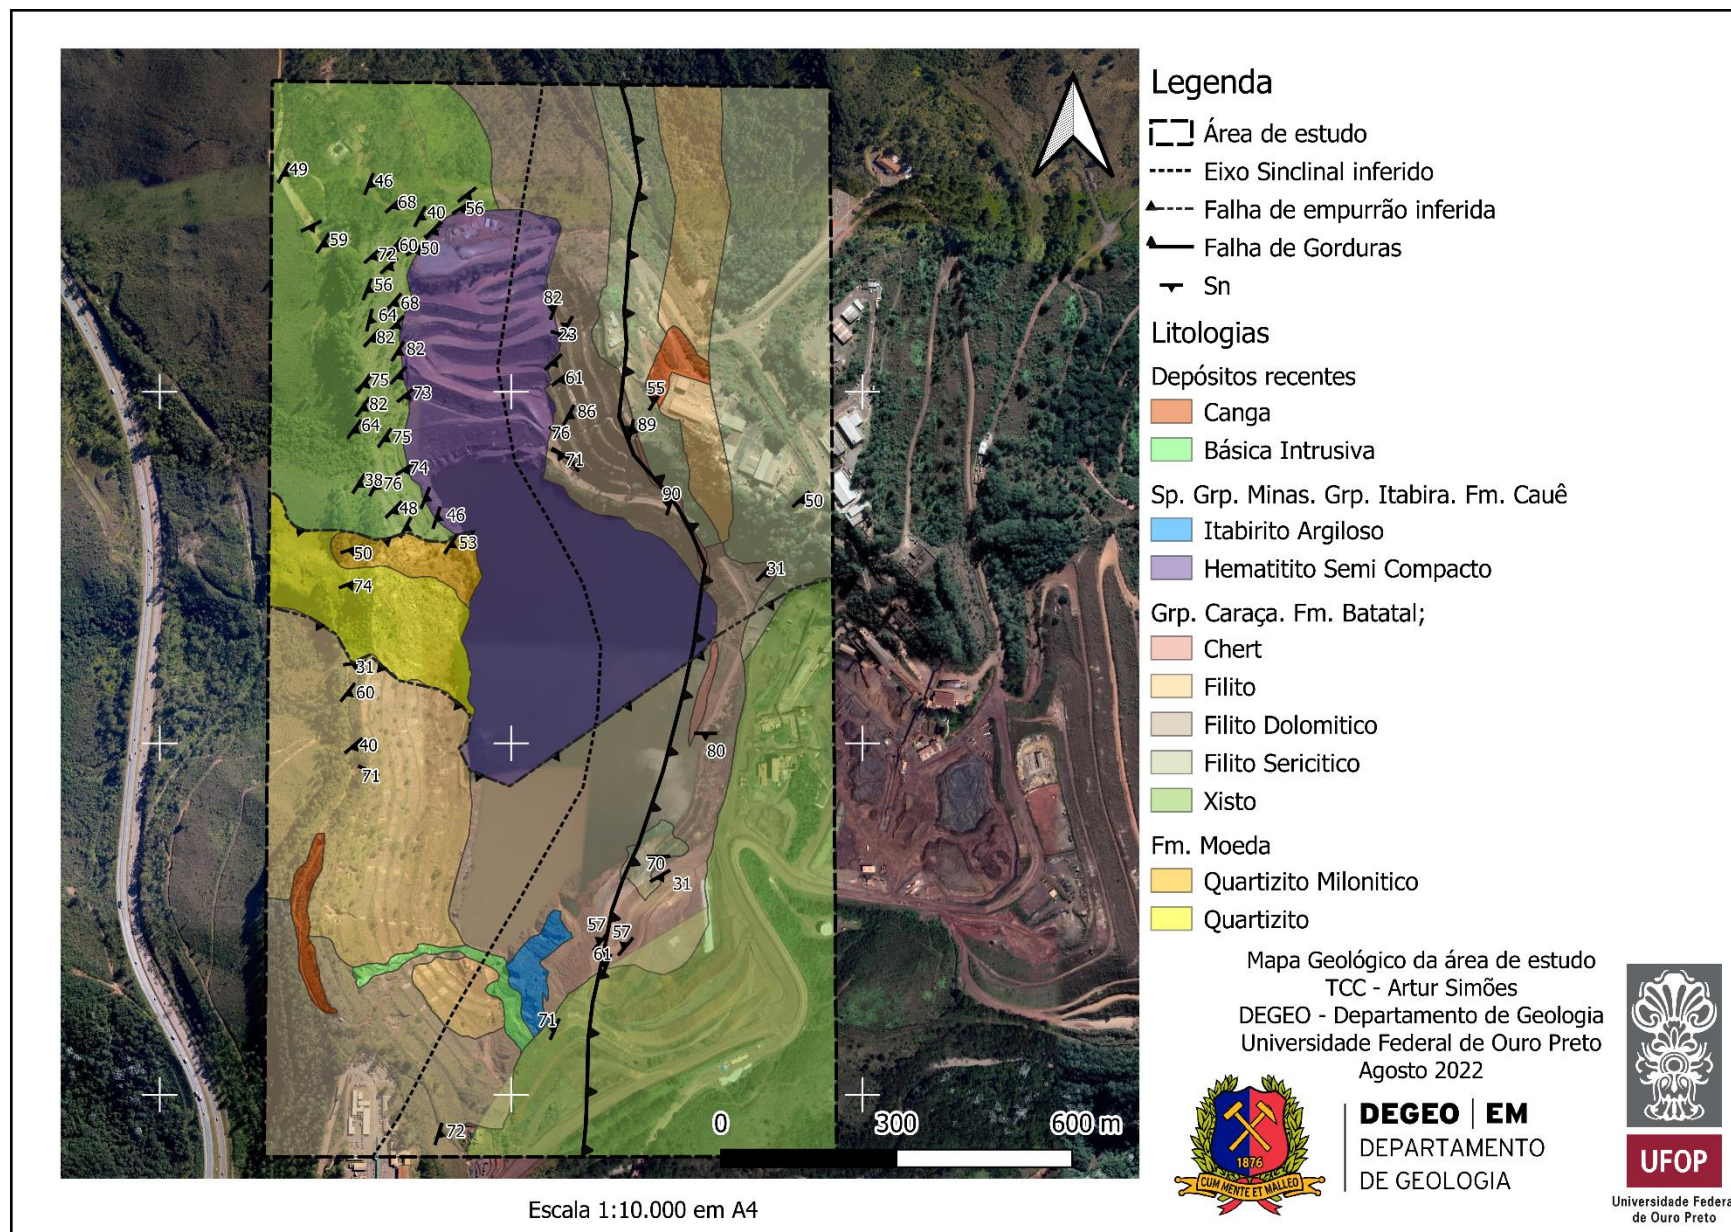 49
46
68
40
56
59
72
60
50
56
68
64
82
82
75
73
82
64
75
74
38
76
48
46
53
50
74
31
60
40
71
82
23
61
86
76
71
55
89
90
50
31
80
70
31
57
57
61
71
72
0 300 600 m
Escala 1:10.000 em A4
Legenda
Área de estudo
Eixo Sinclinal inferido
Falha de empurrão inferida
Falha de Gorduras
Sn
Litologias
Depósitos recentes
Canga
Básica Intrusiva
Sp. Grp. Minas. Grp. Itabira. Fm. Cauê
Itabirito Argiloso
Hematitito Semi Compacto
Grp. Caraça. Fm. Batatal;
Chert
Filito
Filito Dolomitico
Filito Sericitico
Xisto
Fm. Moeda
Quartizito Milonitico
Quartizito
Mapa Geológico da área de estudo
TCC - Artur Simões
DEGEO - Departamento de Geologia
Universidade Federal de Ouro Preto
Agosto 2022
1876
CUM MENTE ET MALLEO
DEGEO | EM
DEPARTAMENTO
DE GEOLOGIA
UFOP
Universidade Federa
de Ouro Preto